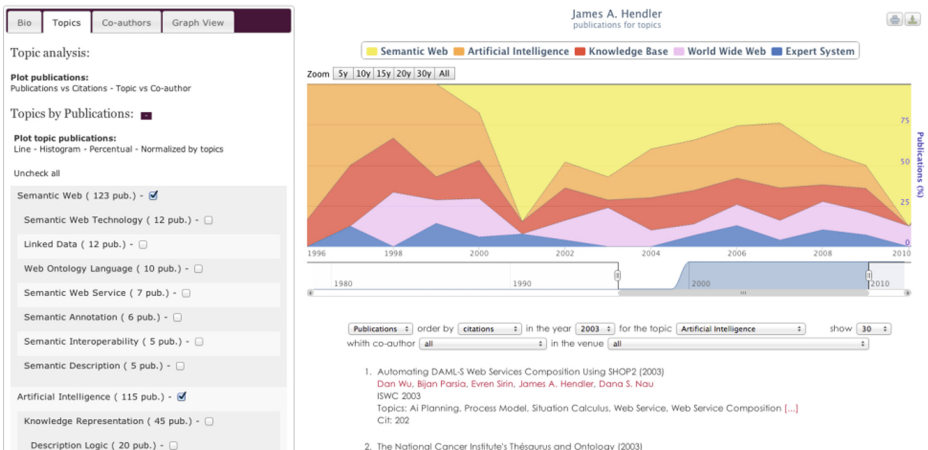 Bio Topics Co-authors Graph View
Topic analysis:
Plot publications:
Publications vs Citations - Topic vs Co-author
Topics by Publications: -
Plot topic publications:
Line - Histogram - Percentual - Normalized by topics
Uncheck all
Semantic Web ( 123 pub.) -
Semantic Web Technology ( 12 pub.) -
Linked Data ( 12 pub.) -
Web Ontology Language ( 10 pub.) -
Semantic Web Service ( 7 pub.) -
Semantic Annotation ( 6 pub.) -
Semantic Interoperability ( 5 pub.) -
Semantic Description ( 5 pub.) -
Artificial Intelligence ( 115 pub.) -
Knowledge Representation ( 45 pub.) -
Description Logic ( 20 pub.) -
James A. Hendler
publications for topics
Semantic Web Artificial Intelligence Knowledge Base World Wide Web Expert System
Zoom 5y 10y 15y 20y 30y All
75
50
25
0
Publications (%)
1996 1998 2000 2002 2004 2006 2008 2010
1980 1990 2000 2010
Publications order by citations in the year 2003 for the topic Artificial Intelligence show 30
whith co-author all in the venue all
1. Automating DAML-S Web Services Composition Using SHOP2 (2003)
Dan Wu, Bijan Parsia, Evren Sirin, James A. Hendler, Dana S. Nau
ISWC 2003
Topics: Ai Planning, Process Model, Situation Calculus, Web Service, Web Service Composition [...]
Cit: 202
2. The National Cancer Institute's Thésaurus and Ontology (2003)